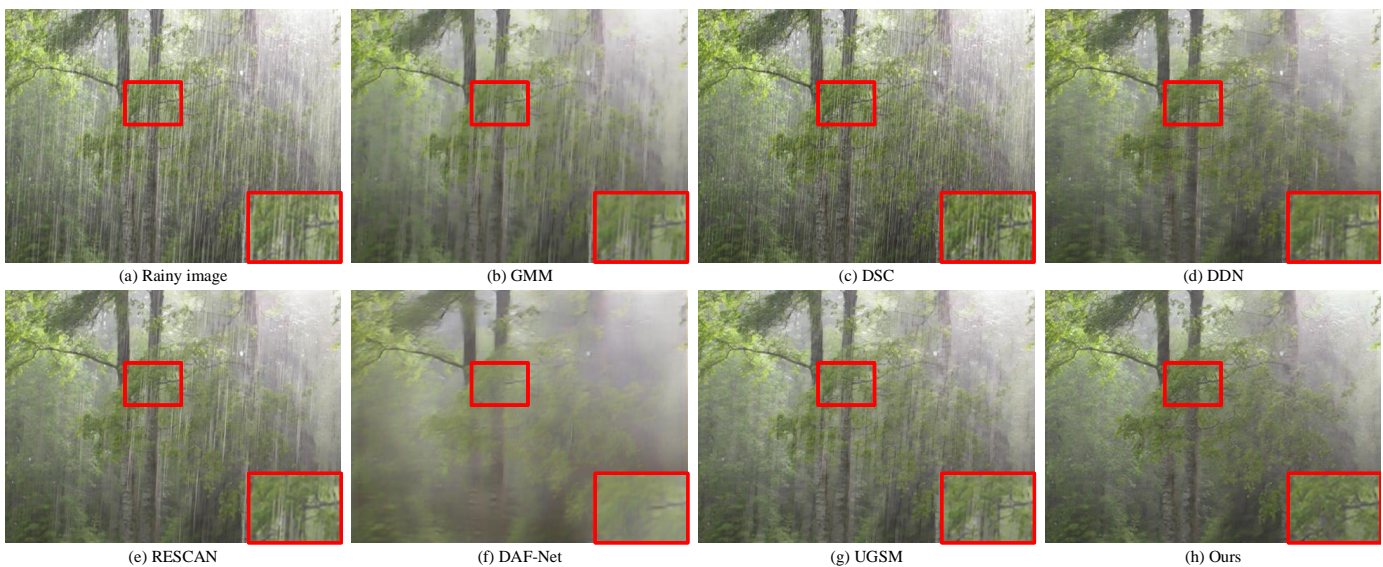 (a) Rainy image
(b) GMM
(c) DSC
(d) DDN
(e) RESCAN
(f) DAF-Net
(g) UGSM
(h) Ours